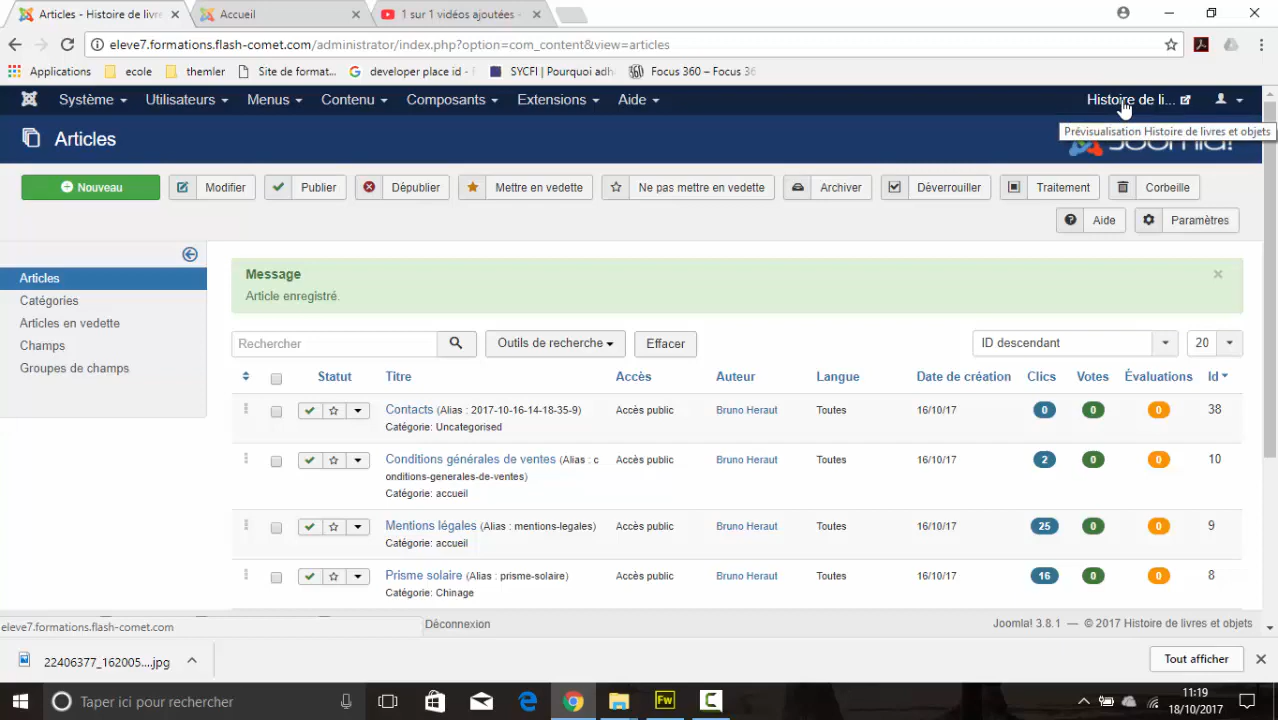 Articles - Histoire de livres
Accueil
1 sur 1 vidéos ajoutées -
eleve7.formations.flash-comet.com/administrator/index.php?option=com_content&view=articles
Applications ecole themler Site de format... developer place id - SYCFI | Pourquoi adh Focus 360 – Focus 36
Système Utilisateurs Menus Contenu Composants Extensions Aide Histoire de li...
Articles
Prévisualisation Histoire de livres et objets
Nouveau Modifier Publier Dépublier Mettre en vedette Ne pas mettre en vedette Archiver Déverrouiller Traitement Corbeille
Aide Paramètres
Articles
Catégories
Articles en vedette
Champs
Groupes de champs
Message
Article enregistré.
Rechercher Outils de recherche Effacer ID descendant 20
Statut Titre Accès Auteur Langue Date de création Clics Votes Évaluations Id
Contacts (Alias : 2017-10-16-14-18-35-9) Accès public Bruno Heraut Toutes 16/10/17 0 0 0 38
Catégorie: Uncategorised
Conditions générales de ventes (Alias : c Accès public Bruno Heraut Toutes 16/10/17 2 0 0 10
onditions-generales-de-ventes)
Catégorie: accueil
Mentions légales (Alias : mentions-legales) Accès public Bruno Heraut Toutes 16/10/17 25 0 0 9
Catégorie: accueil
Prisme solaire (Alias : prisme-solaire) Accès public Bruno Heraut Toutes 16/10/17 16 0 0 8
Catégorie: Chinage
eleve7.formations.flash-comet.com
Déconnexion Joomla! 3.8.1 — © 2017 Histoire de livres et objets
22406377_162005....jpg Tout afficher
Taper ici pour rechercher
Fw
11:19
18/10/2017